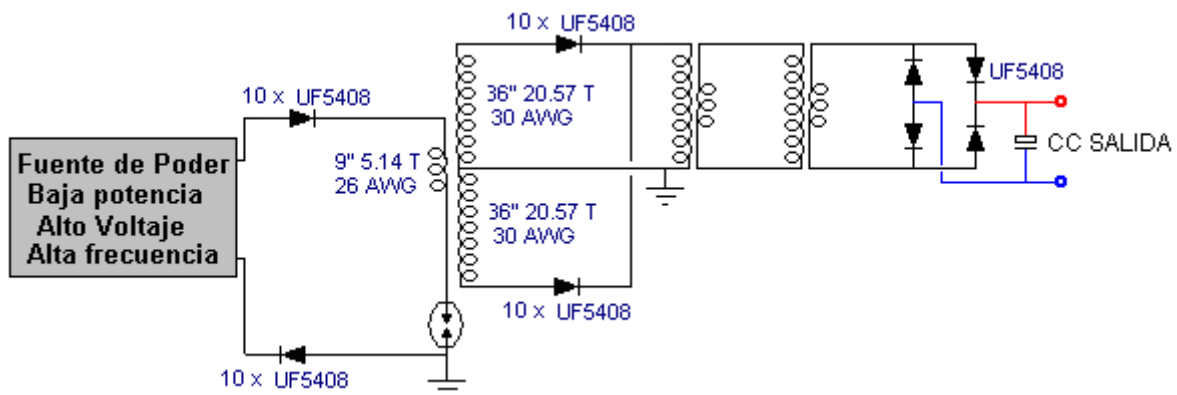 10 x UF5408
10 x UF5408
36" 20.57 T
30 AWG
UF5408
Fuente de Poder
Baja potencia
Alto Voltaje
Alta frecuencia
9" 5.14 T
26 AWG
CC SALIDA
36" 20.57 T
30 AWG
10 x UF5408
10 x UF5408